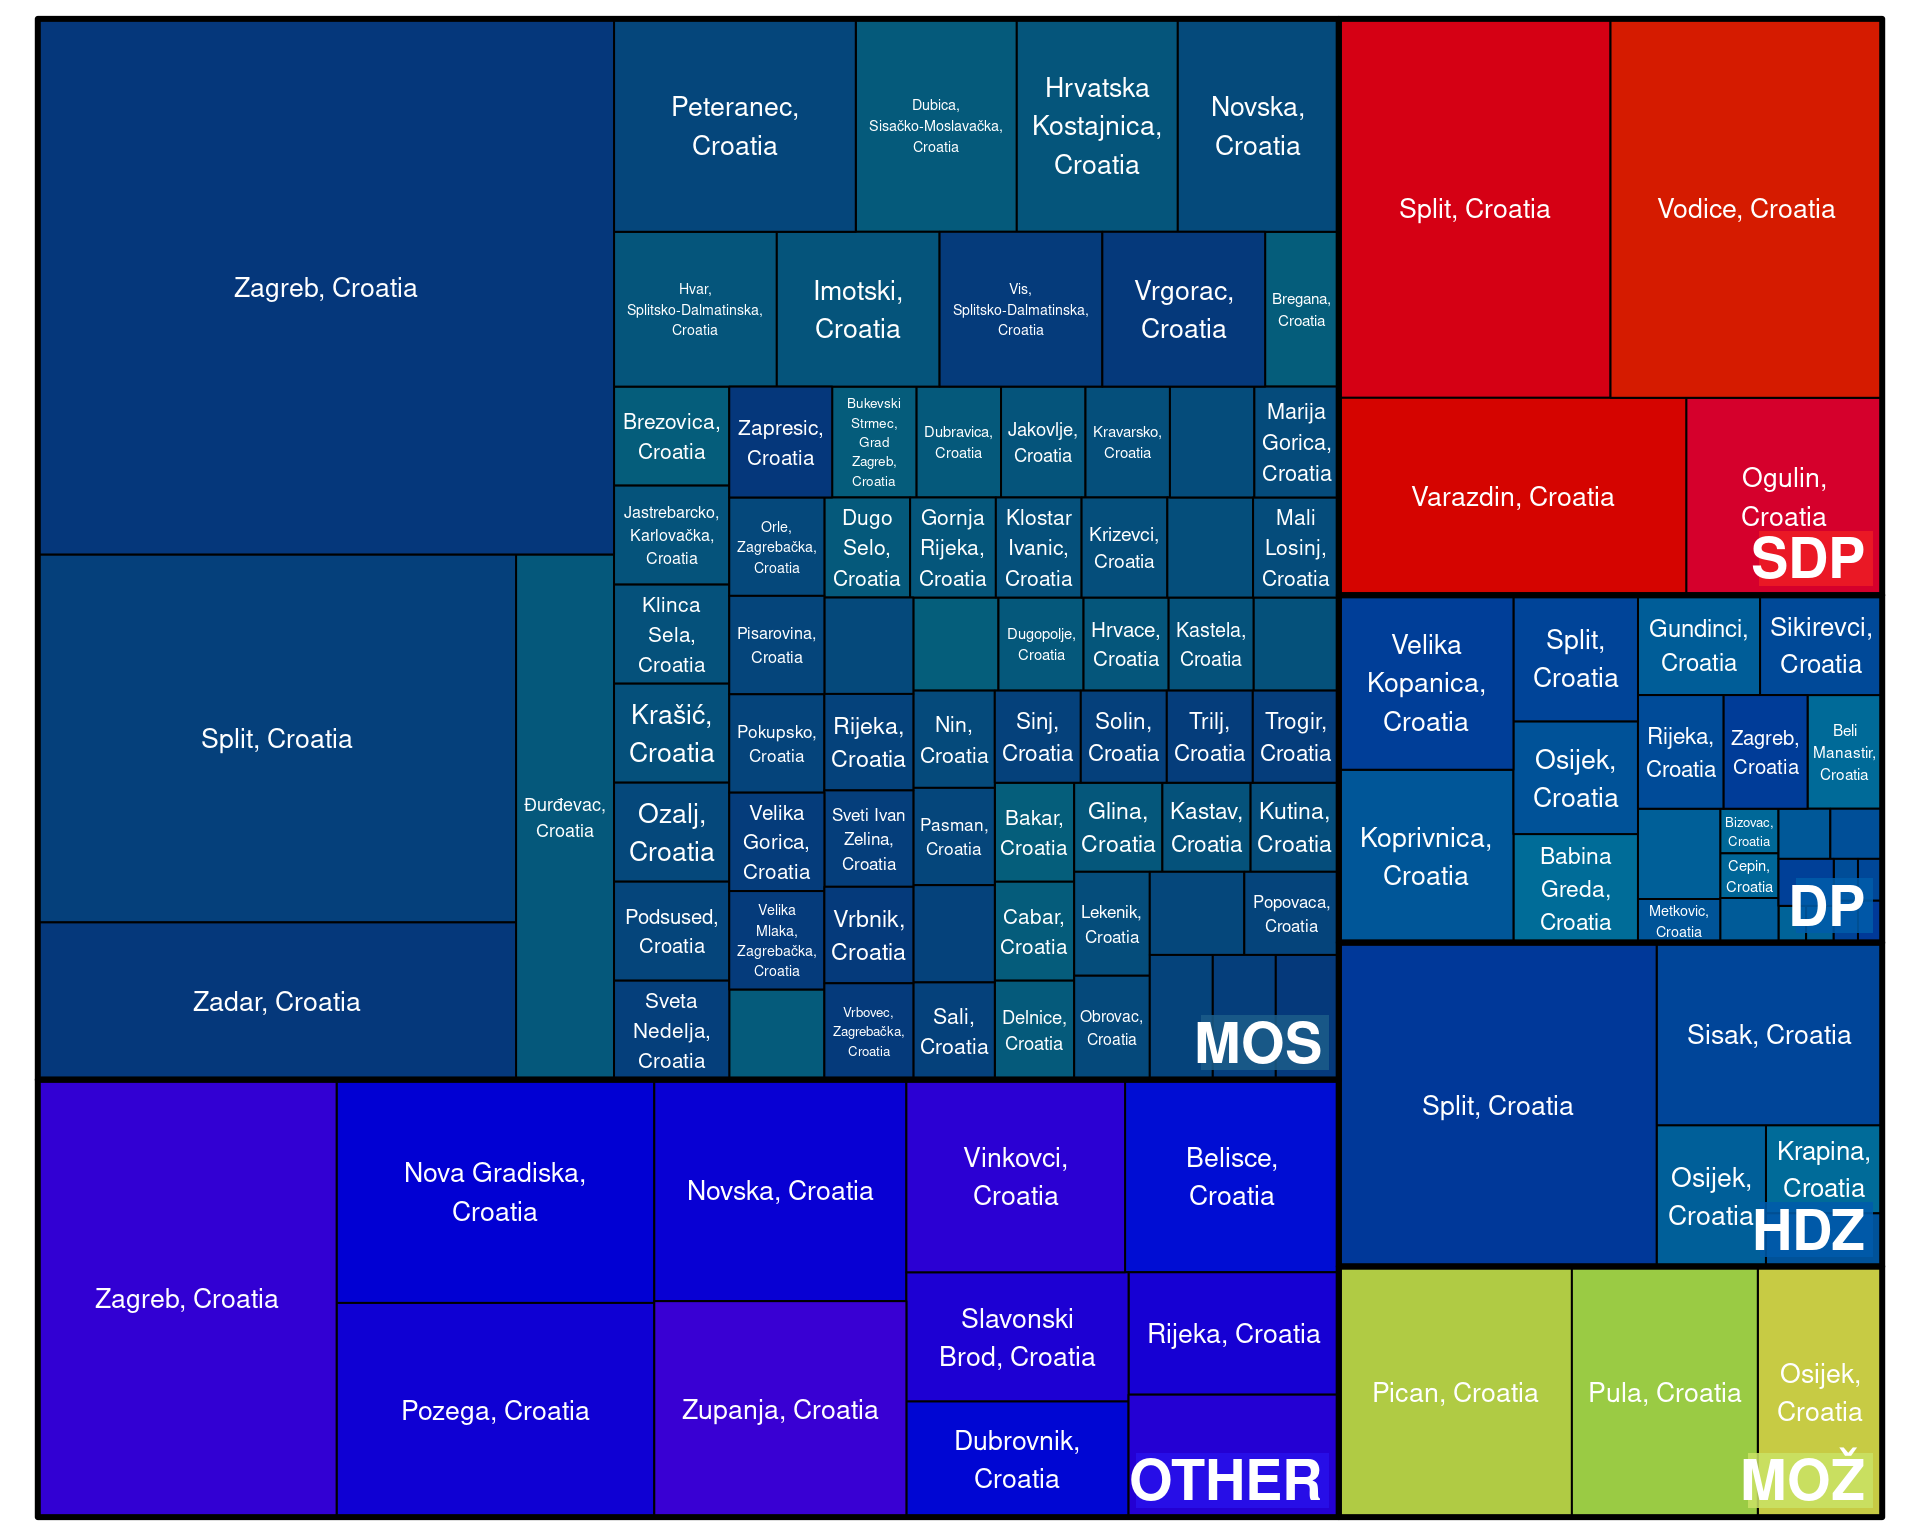 Zagreb, Croatia
Split, Croatia
Zadar, Croatia
Đurđevac,
Croatia
Peteranec,
Croatia
Dubica,
Sisačko-Moslavačka,
Croatia
Hrvatska
Kostajnica,
Croatia
Novska,
Croatia
Hvar,
Splitsko-Dalmatinska,
Croatia
Imotski,
Croatia
Vis,
Splitsko-Dalmatinska,
Croatia
Vrgorac,
Croatia
Bregana,
Croatia
Brezovica,
Croatia
Jastrebarcko,
Karlovačka,
Croatia
Klinca
Sela,
Croatia
Krašić,
Croatia
Ozalj,
Croatia
Podsused,
Croatia
Sveta
Nedelja,
Croatia
Zapresic,
Croatia
Orle,
Zagrebačka,
Croatia
Pisarovina,
Croatia
Pokupsko,
Croatia
Velika
Gorica,
Croatia
Velika
Mlaka,
Zagrebačka,
Croatia
Bukevski
Strmec,
Grad
Zagreb,
Croatia
Dubravica,
Croatia
Jakovlje,
Croatia
Kravarsko,
Croatia
Marija
Gorica,
Croatia
Dugo
Selo,
Croatia
Gornja
Rijeka,
Croatia
Klostar
Ivanic,
Croatia
Krizevci,
Croatia
Mali
Losinj,
Croatia
Dugopolje,
Croatia
Hrvace,
Croatia
Kastela,
Croatia
Rijeka,
Croatia
Sveti Ivan
Zelina,
Croatia
Vrbnik,
Croatia
Vrbovec,
Zagrebačka,
Croatia
Nin,
Croatia
Pasman,
Croatia
Sali,
Croatia
Sinj,
Croatia
Solin,
Croatia
Trilj,
Croatia
Trogir,
Croatia
Bakar,
Croatia
Cabar,
Croatia
Delnice,
Croatia
Glina,
Croatia
Kastav,
Croatia
Kutina,
Croatia
Lekenik,
Croatia
Obrovac,
Croatia
Popovaca,
Croatia
MOS
Zagreb, Croatia
Nova Gradiska,
Croatia
Pozega, Croatia
Novska, Croatia
Zupanja, Croatia
Vinkovci,
Croatia
Belisce,
Croatia
Slavonski
Brod, Croatia
Dubrovnik,
Croatia
Rijeka, Croatia
OTHER
Split, Croatia
Vodice, Croatia
Varazdin, Croatia
Ogulin,
Croatia
SDP
Velika
Kopanica,
Croatia
Koprivnica,
Croatia
Split,
Croatia
Osijek,
Croatia
Babina
Greda,
Croatia
Gundinci,
Croatia
Sikirevci,
Croatia
Rijeka,
Croatia
Zagreb,
Croatia
Beli
Manastir,
Croatia
Bizovac,
Croatia
Cepin,
Croatia
Metkovic,
Croatia
DP
Split, Croatia
Sisak, Croatia
Osijek,
Croatia
Krapina,
Croatia
HDZ
Pican, Croatia
Pula, Croatia
Osijek,
Croatia
MOŽ